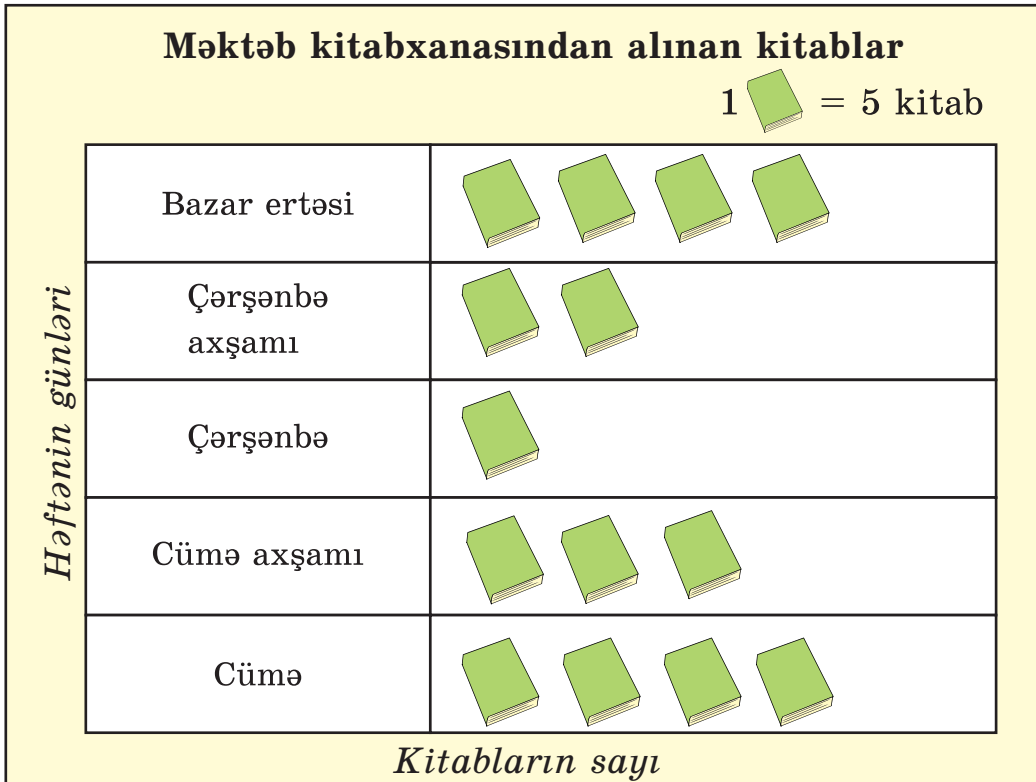 Məktəb kitabxanasından alınan kitablar
1 = 5 kitab
Həftənin günləri
Bazar ertəsi
Çərşənbə
axşamı
Çərşənbə
Cümə axşamı
Cümə
Kitabların sayı